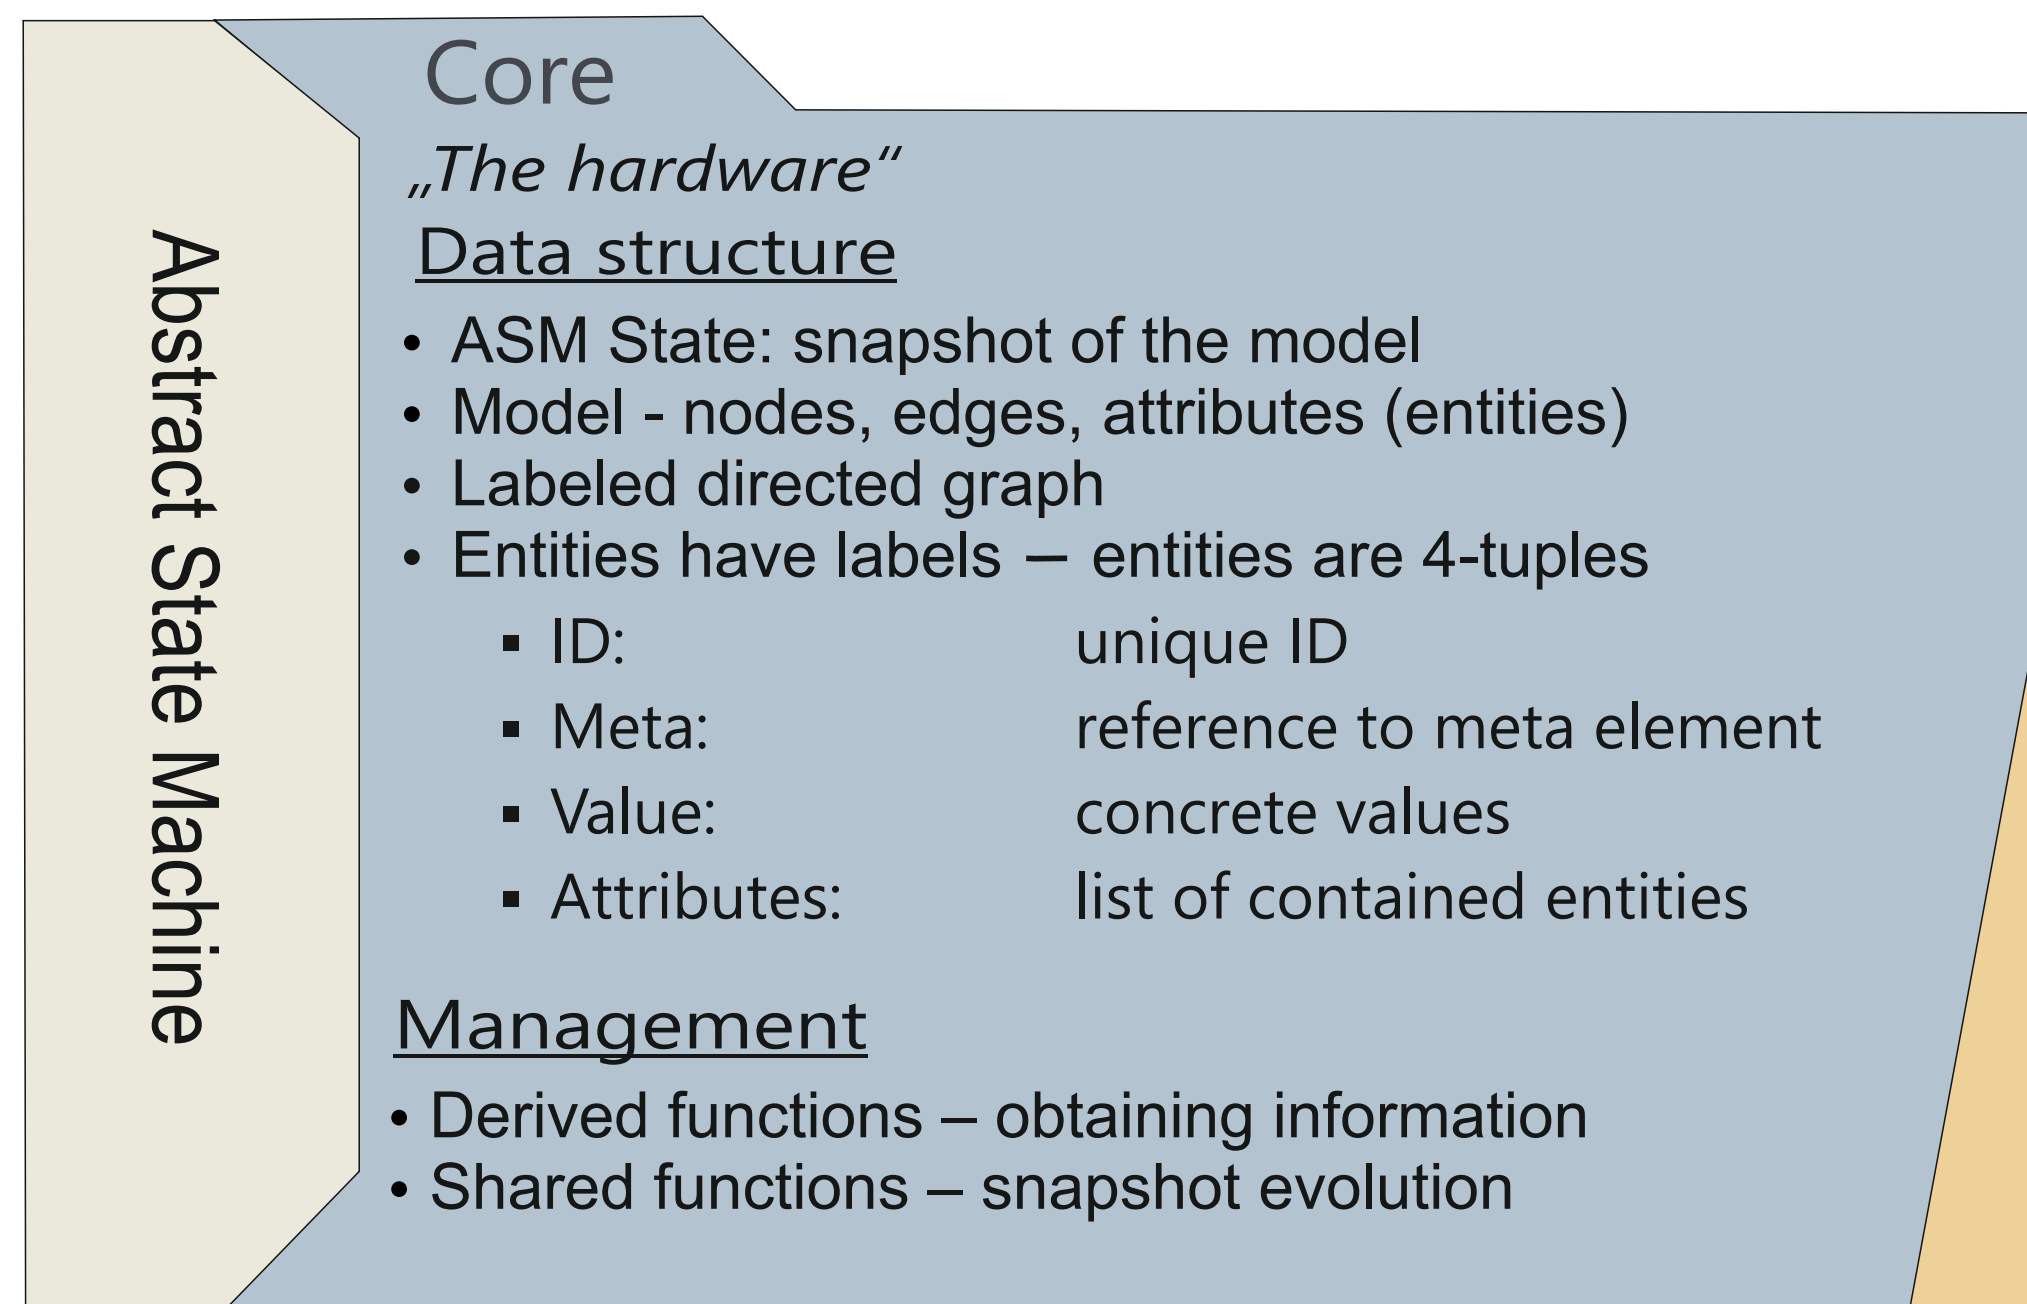 Abstract State Machine
Core
„The hardware“
Data structure
• ASM State: snapshot of the model
• Model - nodes, edges, attributes (entities)
• Labeled directed graph
• Entities have labels – entities are 4-tuples
▪ ID: unique ID
▪ Meta: reference to meta element
▪ Value: concrete values
▪ Attributes: list of contained entities
Management
• Derived functions – obtaining information
• Shared functions – snapshot evolution